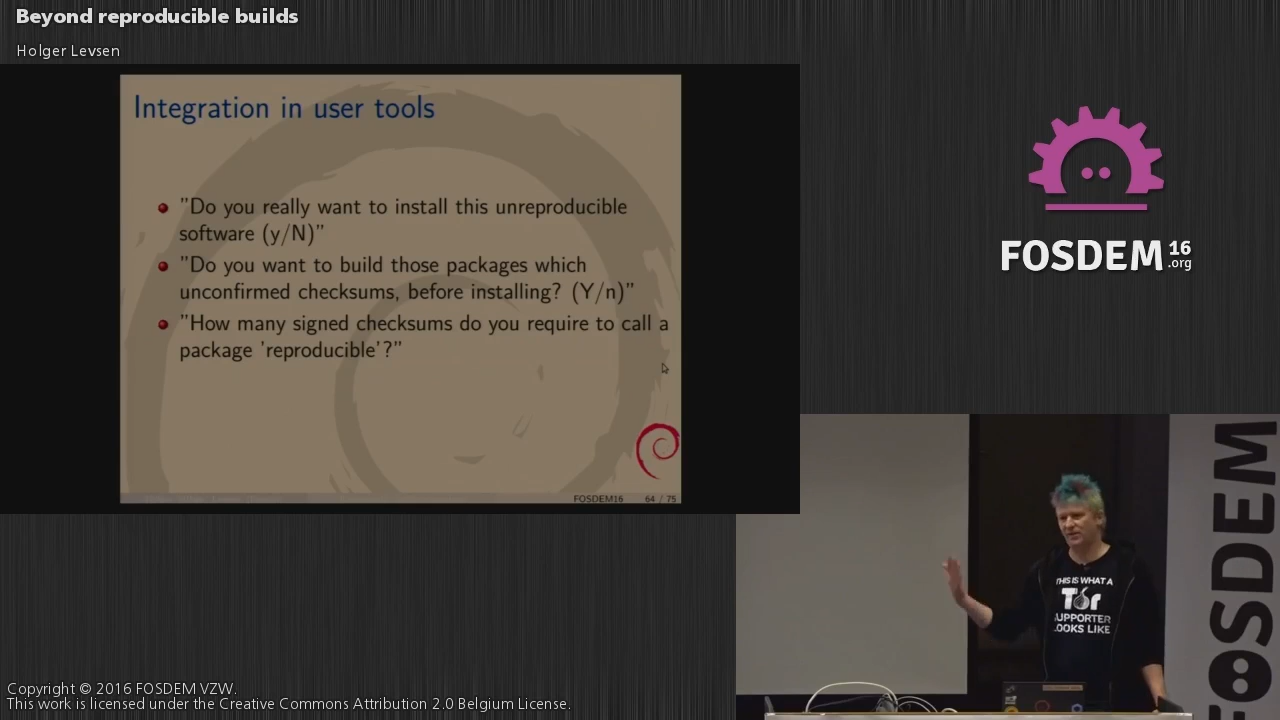 Beyond reproducible builds
Holger Levsen
Integration in user tools
"Do you really want to install this unreproducible
software (y/N)"
"Do you want to build those packages which
unconfirmed checksums, before installing? (Y/n)"
"How many signed checksums do you require to call a
package 'reproducible'?"
FOSDEM16 64 / 75
FOSDEM 16
.org
THIS IS WHAT A
Tor
SUPPORTER
LOOKS LIKE
FOSDEM
Copyright © 2016 FOSDEM VZW.
This work is licensed under the Creative Commons Attribution 2.0 Belgium License.